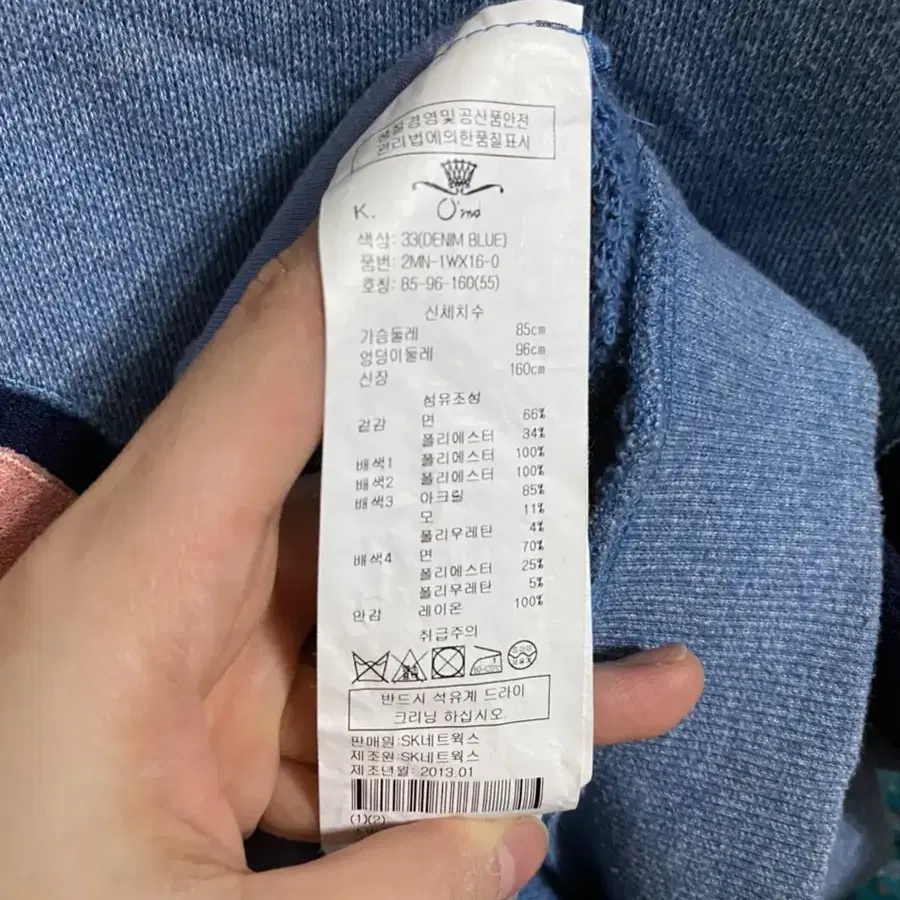 품질경영및공산품안전
관리법에의한품질표시
K.
O'2nd
색상: 33(DENIM BLUE)
품번: 2MN-1WX16-0
호칭: 85-96-160(55)
신체치수
가슴둘레 85cm
엉덩이둘레 96cm
신장 160cm
섬유조성
겉감 면 66%
폴리에스터 34%
배색1 폴리에스터 100%
배색2 폴리에스터 100%
배색3 아크릴 85%
모 11%
폴리우레탄 4%
배색4 면 70%
폴리에스터 25%
폴리우레탄 5%
안감 레이온 100%
취급주의
반드시 석유계 드라이
크리닝 하십시오.
판매원:SK네트웍스
제조원:SK네트웍스
제조년월: 2013.01
(1)(2)